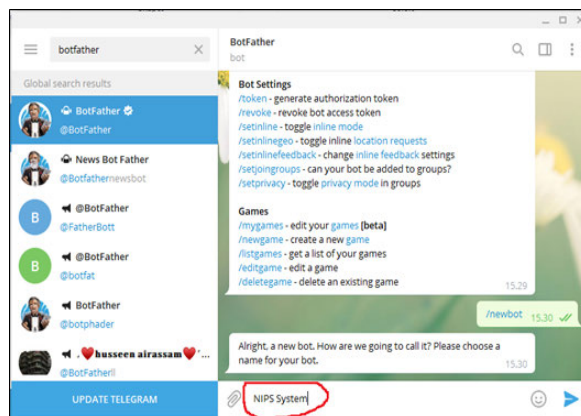 botfather
Global search results
BotFather
@BotFather
News Bot Father
@Botfathernewsbot
B
@BotFather
@FatherBott
B
@BotFather
@botfat
BotFather
@botphader
.❤️husseen airassam❤️°...
@BotFatherll
UPDATE TELEGRAM
BotFather
bot
Bot Settings
/token - generate authorization token
/revoke - revoke bot access token
/setinline - toggle inline mode
/setinlinegeo - toggle inline location requests
/setinlinefeedback - change inline feedback settings
/setjoingroups - can your bot be added to groups?
/setprivacy - toggle privacy mode in groups
Games
/mygames - edit your games [beta]
/newgame - create a new game
/listgames - get a list of your games
/editgame - edit a game
/deletegame - delete an existing game
15.29
/newbot 15.30
Alright, a new bot. How are we going to call it? Please choose a
name for your bot.
15.30
NIPS System